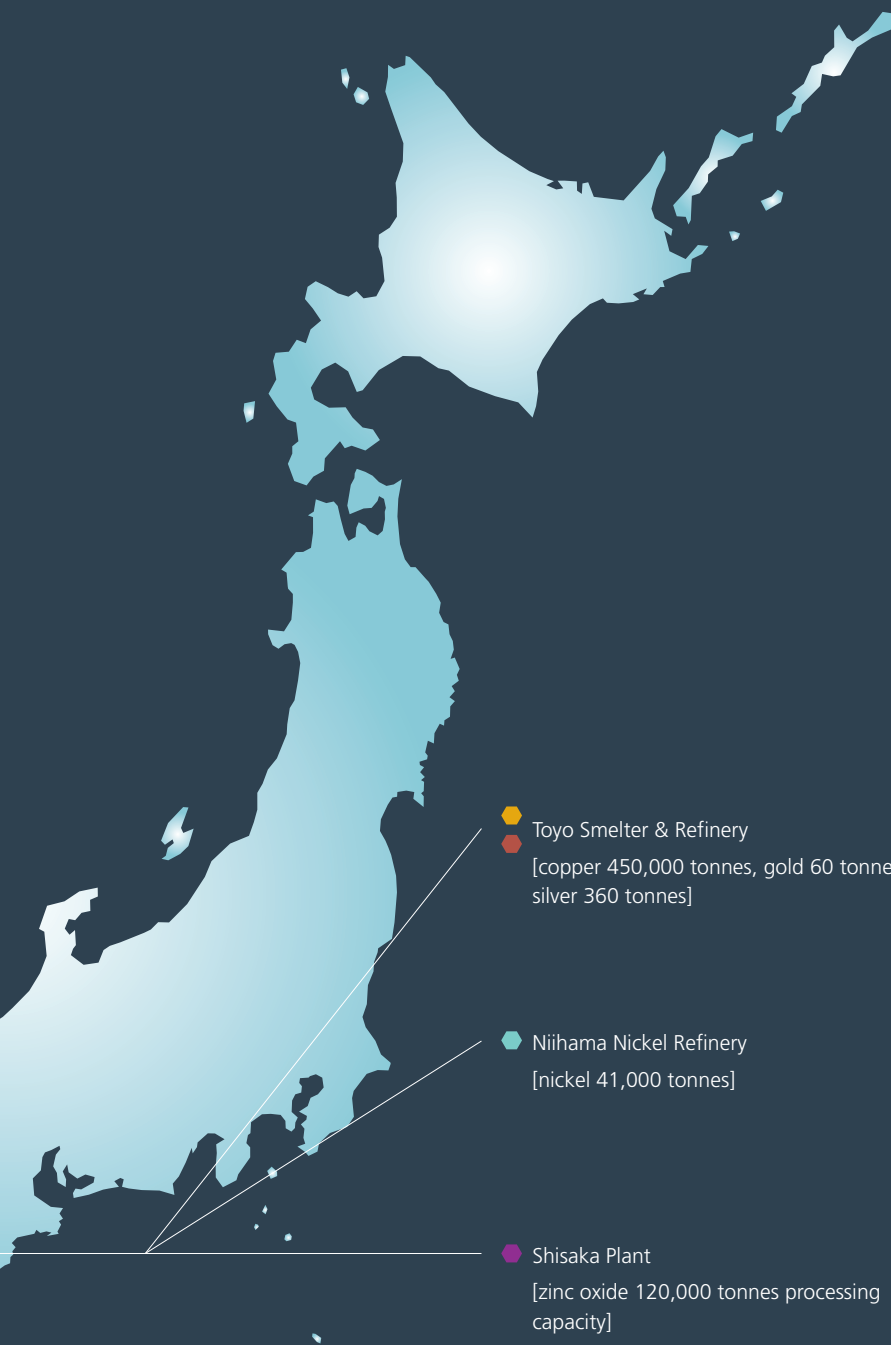 Toyo Smelter & Refinery
[copper 450,000 tonnes, gold 60 tonne
silver 360 tonnes]
Niihama Nickel Refinery
[nickel 41,000 tonnes]
Shisaka Plant
[zinc oxide 120,000 tonnes processing
capacity]